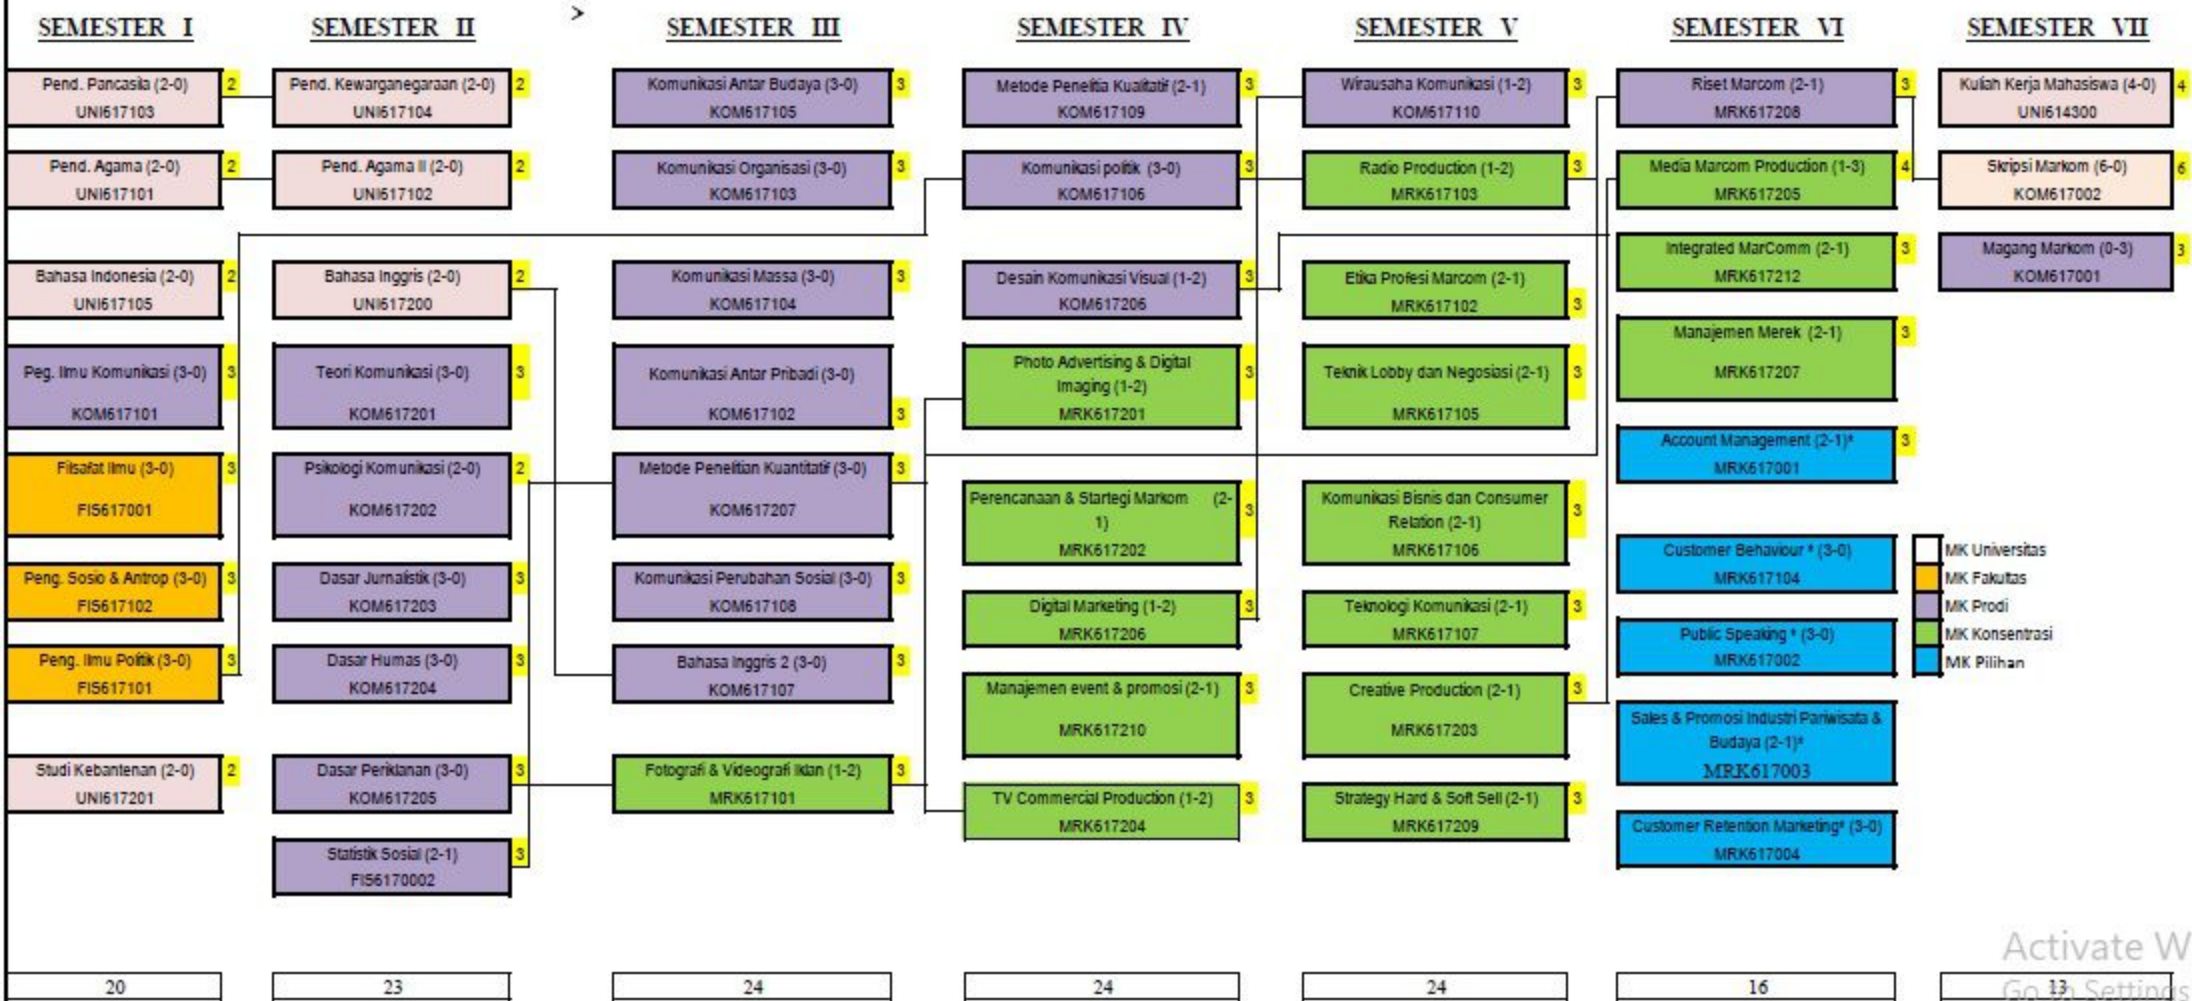 >
SEMESTER I
Pend. Pancasila (2-0)
UNI617103
2
Pend. Agama (2-0)
UNI617101
2
Bahasa Indonesia (2-0)
UNI617105
2
Peg. Ilmu Komunikasi (3-0)
KOM617101
3
Filsafat Ilmu (3-0)
FIS617001
3
Peng. Sosio & Antrop (3-0)
FIS617102
3
Peng. Ilmu Politik (3-0)
FIS617101
3
Studi Kebantenan (2-0)
UNI617201
2
20
SEMESTER II
Pend. Kewarganegaraan (2-0)
UNI617104
2
Pend. Agama II (2-0)
UNI617102
2
Bahasa Inggris (2-0)
UNI617200
2
Teori Komunikasi (3-0)
KOM617201
3
Psikologi Komunikasi (2-0)
KOM617202
2
Dasar Jurnalistik (3-0)
KOM617203
3
Dasar Humas (3-0)
KOM617204
3
Dasar Periklanan (3-0)
KOM617205
3
Statistik Sosial (2-1)
FIS6170002
3
23
SEMESTER III
Komunikasi Antar Budaya (3-0)
KOM617105
3
Komunikasi Organisasi (3-0)
KOM617103
3
Komunikasi Massa (3-0)
KOM617104
3
Komunikasi Antar Pribadi (3-0)
KOM617102
3
Metode Penelitian Kuantitatif (3-0)
KOM617207
3
Komunikasi Perubahan Sosial (3-0)
KOM617108
3
Bahasa Inggris 2 (3-0)
KOM617107
3
Fotografi & Videografi Iklan (1-2)
MRK617101
3
24
SEMESTER IV
Metode Penelitia Kualitatif (2-1)
KOM617109
3
Komunikasi politik (3-0)
KOM617106
3
Desain Komunikasi Visual (1-2)
KOM617206
3
Photo Advertising & Digital
Imaging (1-2)
MRK617201
3
Perencanaan & Startegi Markom (2-
1)
MRK617202
3
Digital Marketing (1-2)
MRK617206
3
Manajemen event & promosi (2-1)
MRK617210
3
TV Commercial Production (1-2)
MRK617204
3
24
SEMESTER V
Wirausaha Komunikasi (1-2)
KOM617110
3
Radio Production (1-2)
MRK617103
3
Etika Profesi Marcom (2-1)
MRK617102
3
Teknik Lobby dan Negosiasi (2-1)
MRK617105
3
Komunikasi Bisnis dan Consumer
Relation (2-1)
MRK617106
3
Teknologi Komunikasi (2-1)
MRK617107
3
Creative Production (2-1)
MRK617203
3
Strategy Hard & Soft Sell (2-1)
MRK617209
3
24
SEMESTER VI
Riset Marcom (2-1)
MRK617208
3
Media Marcom Production (1-3)
MRK617205
4
Integrated MarComm (2-1)
MRK617212
3
Manajemen Merek (2-1)
MRK617207
3
Account Management (2-1)*
MRK617001
3
Customer Behaviour * (3-0)
MRK617104
Public Speaking * (3-0)
MRK617002
Sales & Promosi Industri Pariwisata &
Budaya (2-1)*
MRK617003
Customer Retention Marketing* (3-0)
MRK617004
16
SEMESTER VII
Kuliah Kerja Mahasiswa (4-0)
UNI614300
4
Skripsi Markom (6-0)
KOM617002
6
Magang Markom (0-3)
KOM617001
3
MK Universitas
MK Fakultas
MK Prodi
MK Konsentrasi
MK Pilihan
13
Activate W
Go to Settings